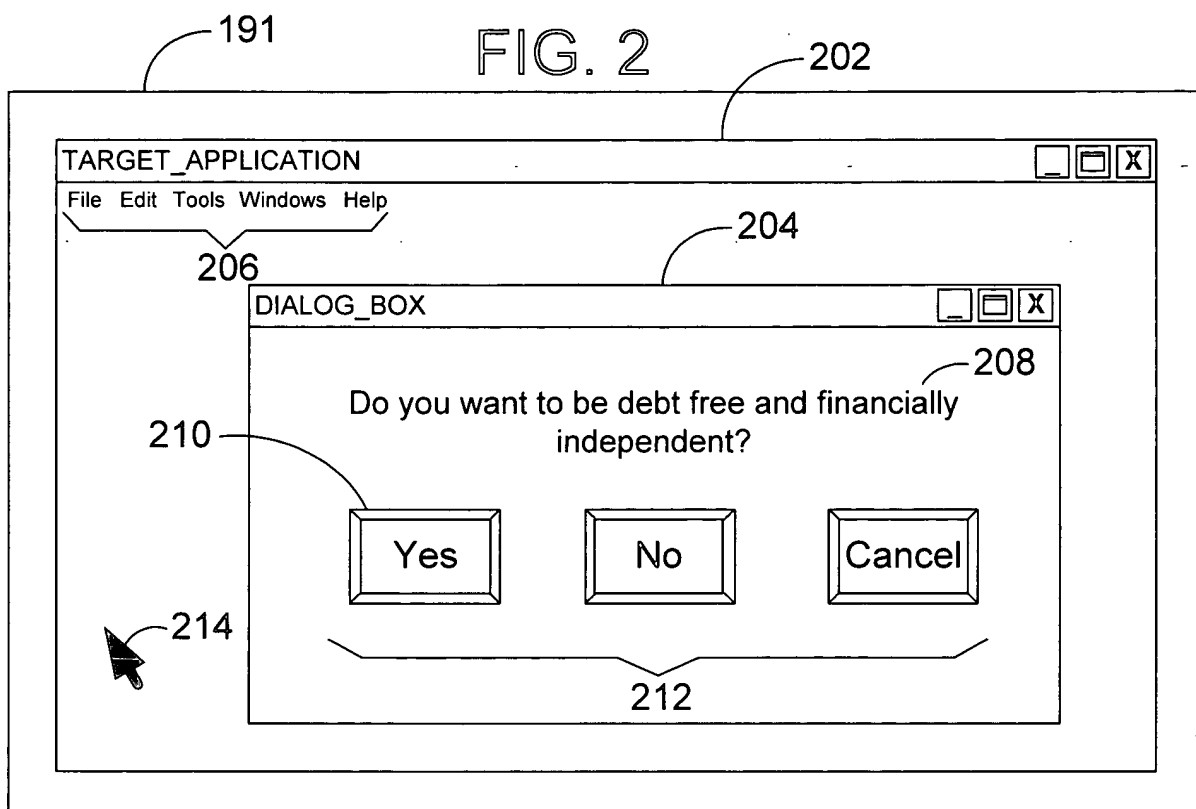 191
FIG. 2
202
TARGET_APPLICATION
_ X
File Edit Tools Windows Help
206
204
DIALOG_BOX
_ X
208
Do you want to be debt free and financially
independent?
210
Yes No Cancel
214
212